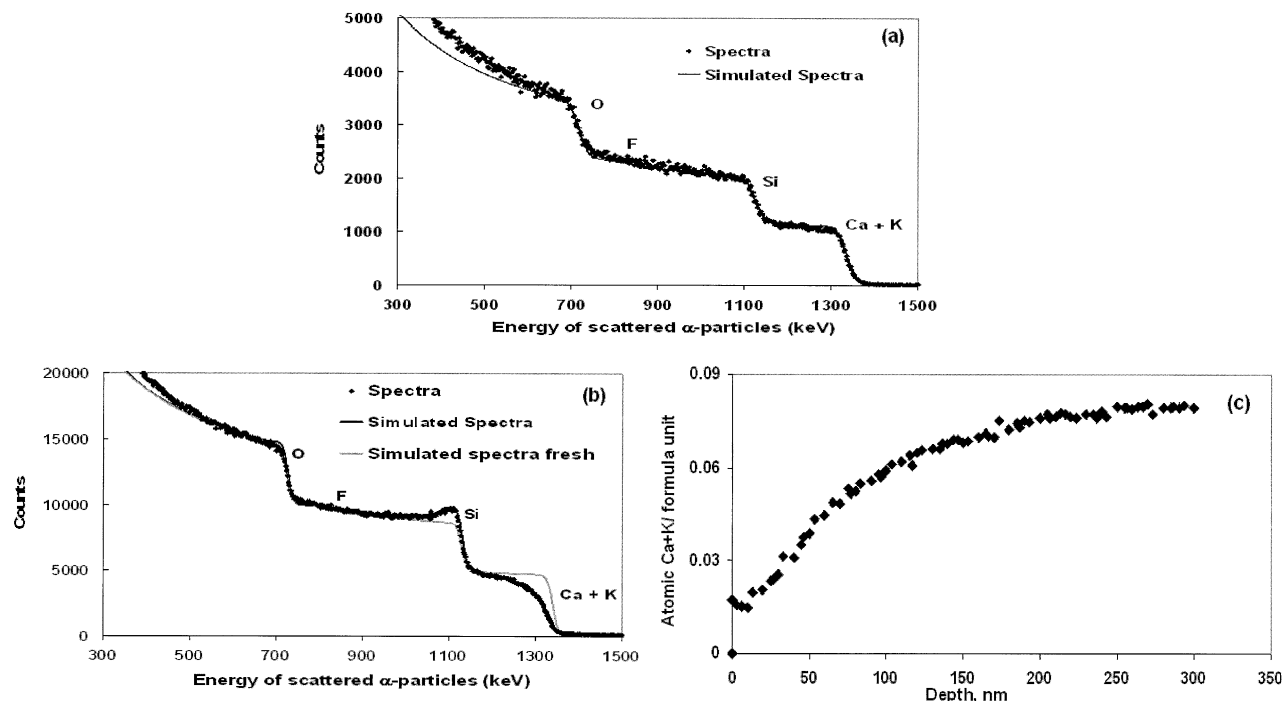 (a)
5000
4000
3000
2000
1000
0
Counts
Spectra
Simulated Spectra
O
F
Si
Ca + K
300 500 700 900 1100 1300 1500
Energy of scattered α-particles (keV)
(b)
20000
15000
10000
5000
0
Counts
Spectra
Simulated Spectra
Simulated spectra fresh
O
F
Si
Ca + K
300 500 700 900 1100 1300 1500
Energy of scattered α-particles (keV)
(c)
0.09
0.06
0.03
0
Atomic Ca+K/ formula unit
0 50 100 150 200 250 300 350
Depth, nm